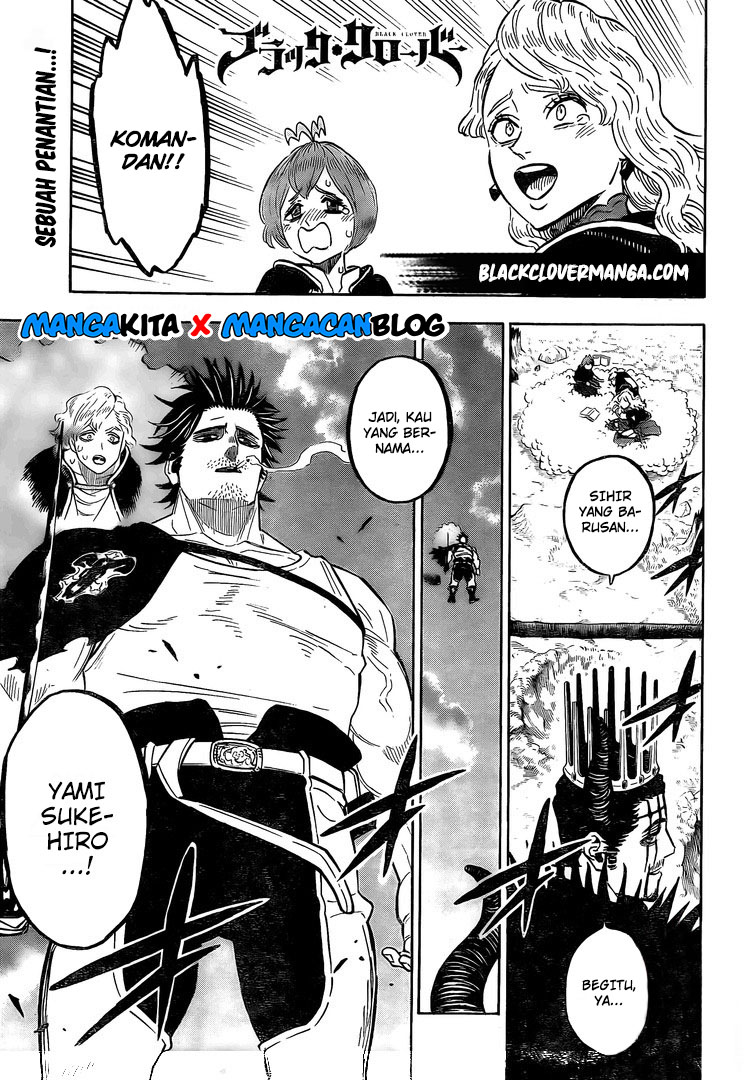 ブラック・クローバー
BLACK CLOVER
SEBUAH PENANTIAN...!
KOMAN-
DAN!!
BLACKCLOVERMANGA.COM
MANGAKITA X MANGACANBLOG
SIHIR
YANG BA-
RUSAN...
BEGITU,
YA...
JADI, KAU
YANG BER-
NAMA...
YAMI
SUKE-
HIRO
...!